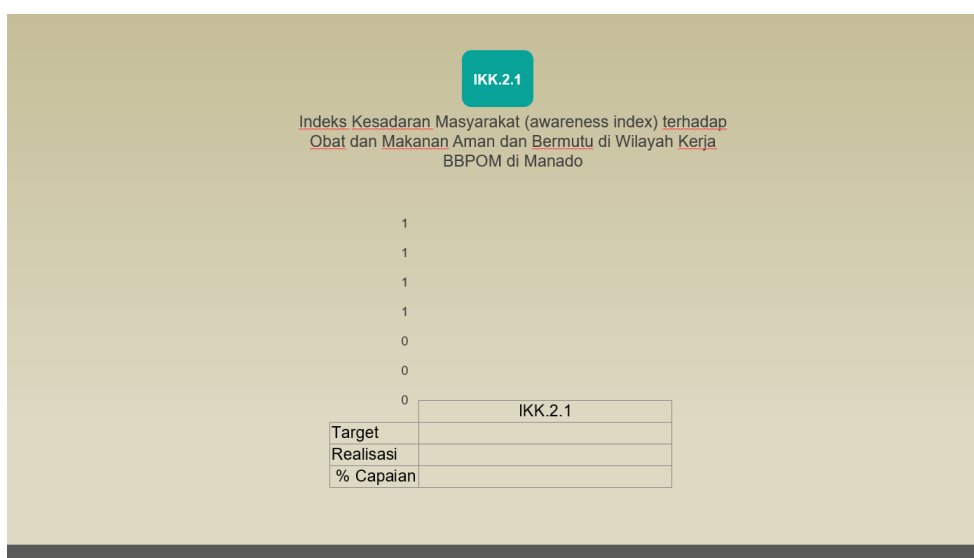 IKK.2.1
Indeks Kesadaran Masyarakat (awareness index) terhadap
Obat dan Makanan Aman dan Bermutu di Wilayah Kerja
BBPOM di Manado
1
1
1
1
0
0
0
IKK.2.1
Target
Realisasi
% Capaian